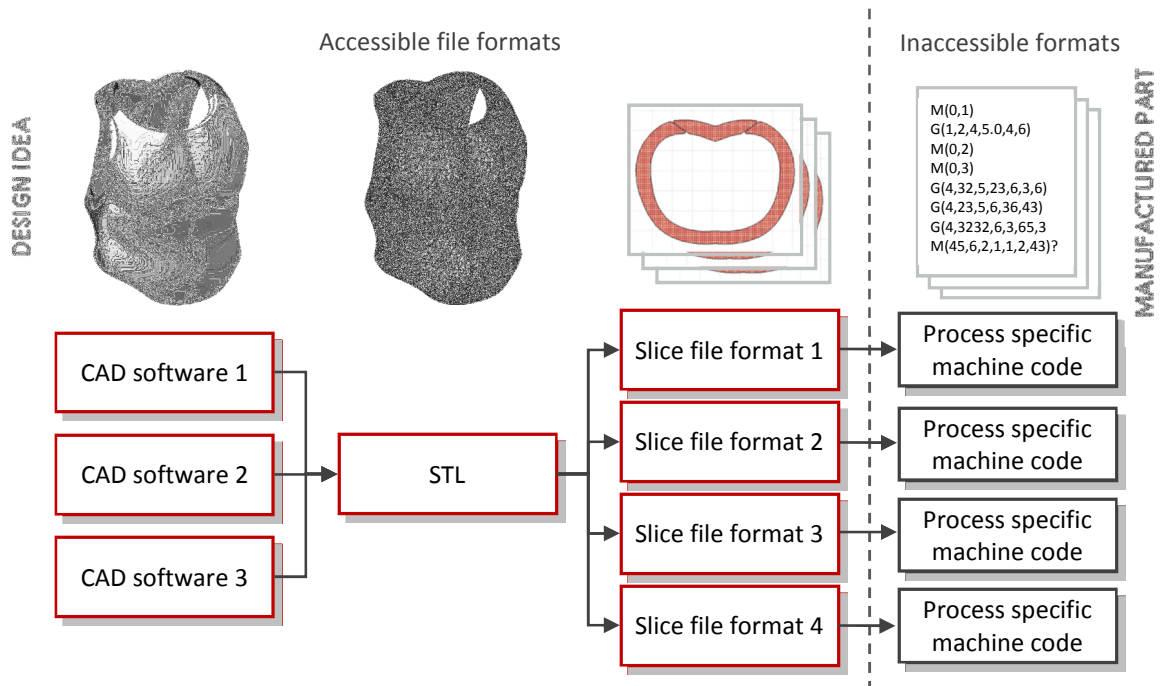 Accessible file formats
Inaccessible formats
DESIGN IDEA
MANUFACTURED PART
M(0,1)
G(1,2,4,5.0,4,6)
M(0,2)
M(0,3)
G(4,32,5,23,6,3,6)
G(4,23,5,6,36,43)
G(4,3232,6,3,65,3
M(45,6,2,1,1,2,43)?
CAD software 1
CAD software 2
CAD software 3
STL
Slice file format 1
Slice file format 2
Slice file format 3
Slice file format 4
Process specific
machine code
Process specific
machine code
Process specific
machine code
Process specific
machine code